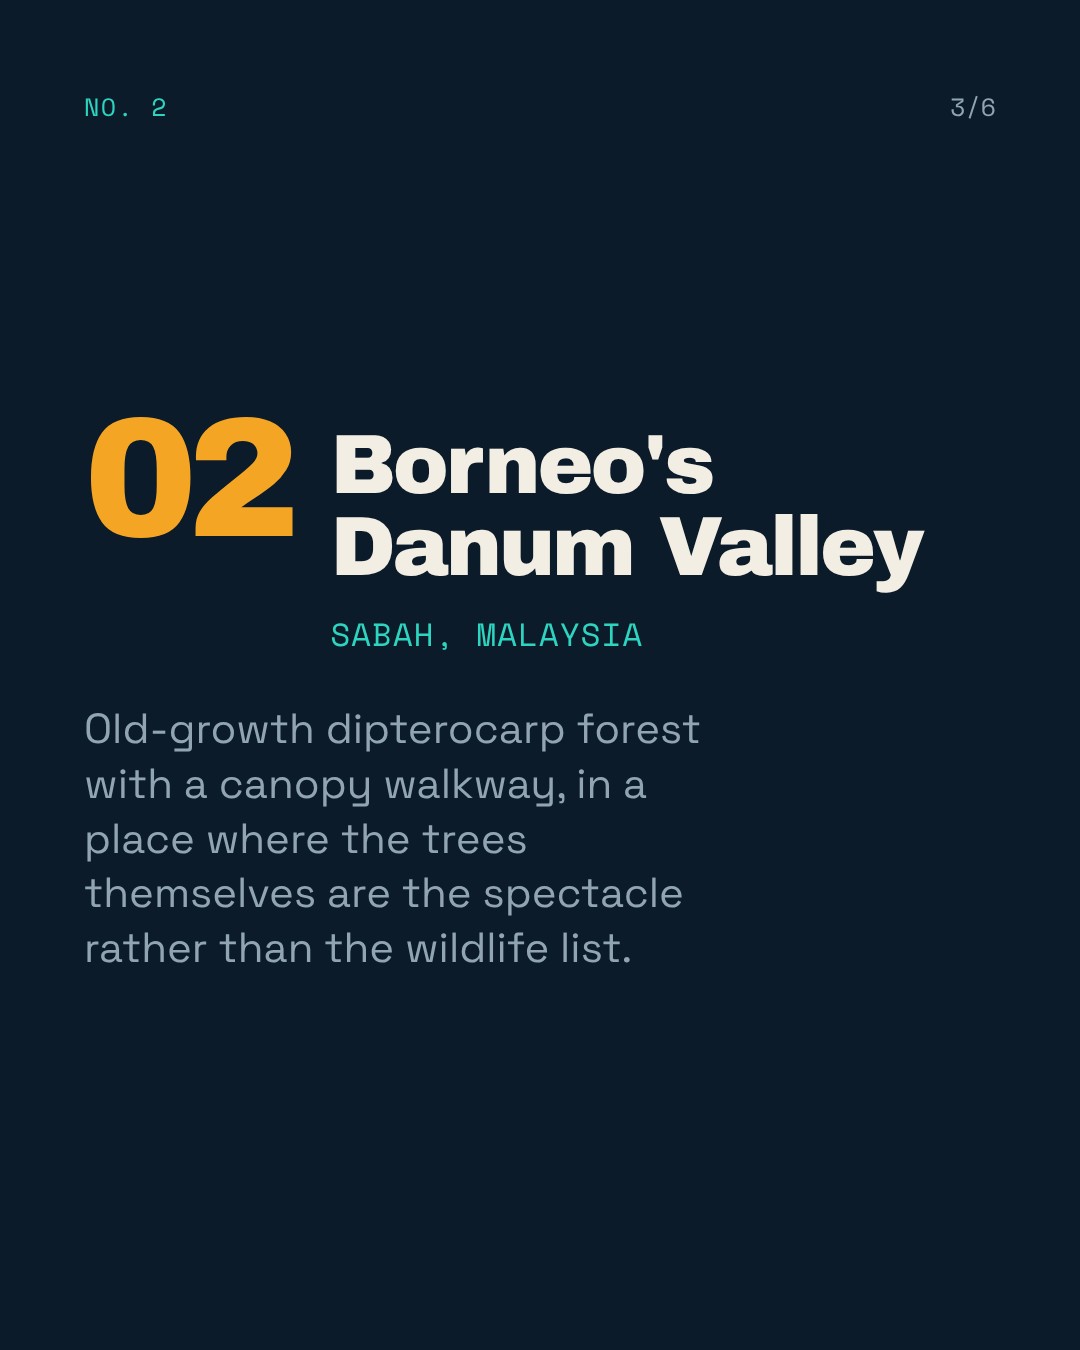 NO. 2
3/6
02
Borneo's
Danum Valley
SABAH, MALAYSIA
Old-growth dipterocarp forest
with a canopy walkway, in a
place where the trees
themselves are the spectacle
rather than the wildlife list.